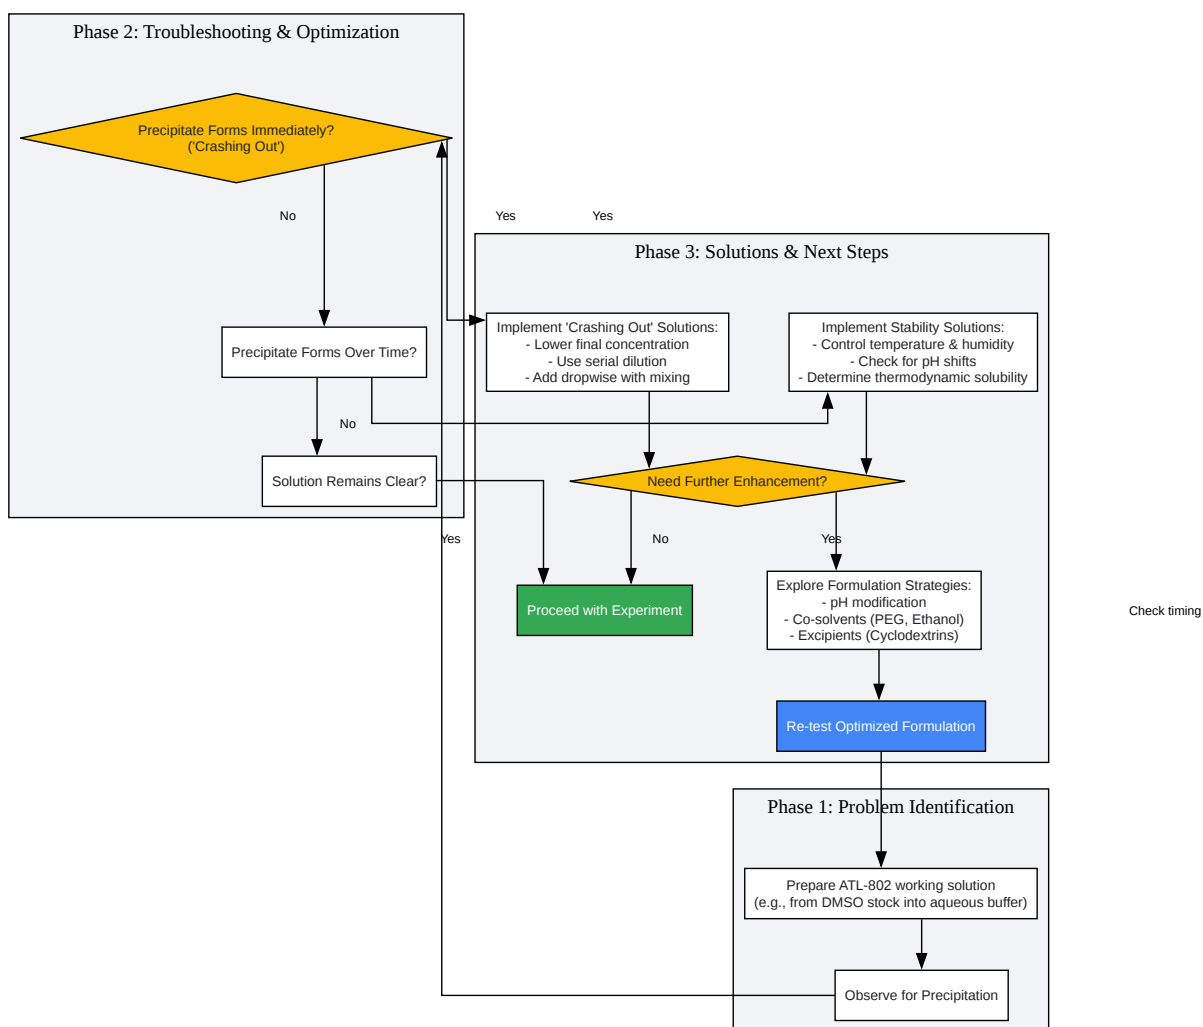 Phase 2: Troubleshooting & Optimization
Precipitate Forms Immediately?
('Crashing Out')
No
Yes
Yes
Phase 3: Solutions & Next Steps
Precipitate Forms Over Time?
Implement 'Crashing Out' Solutions:
- Lower final concentration
- Use serial dilution
- Add dropwise with mixing
Implement Stability Solutions:
- Control temperature & humidity
- Check for pH shifts
- Determine thermodynamic solubility
No
Solution Remains Clear?
Need Further Enhancement?
Yes
No
Yes
Proceed with Experiment
Explore Formulation Strategies:
- pH modification
- Co-solvents (PEG, Ethanol)
- Excipients (Cyclodextrins)
Check timing
Re-test Optimized Formulation
Phase 1: Problem Identification
Prepare ATL-802 working solution
(e.g., from DMSO stock into aqueous buffer)
Observe for Precipitation